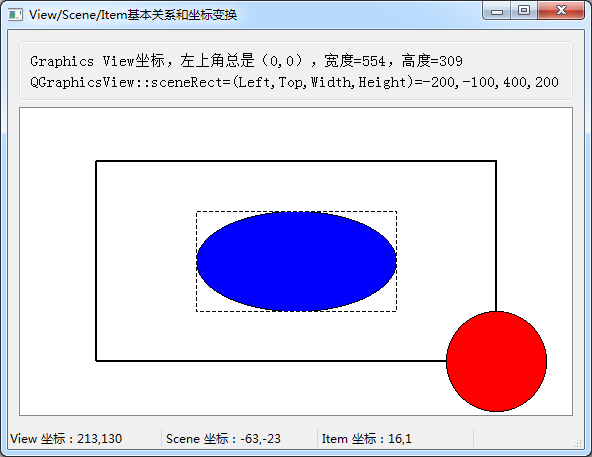 View/Scene/Item基本关系和坐标变换
Graphics View坐标，左上角总是（0,0），宽度=554，高度=309
QGraphicsView::sceneRect=(Left,Top,Width,Height)=-200,-100,400,200
View 坐标：213,130
Scene 坐标：-63,-23
Item 坐标：16,1